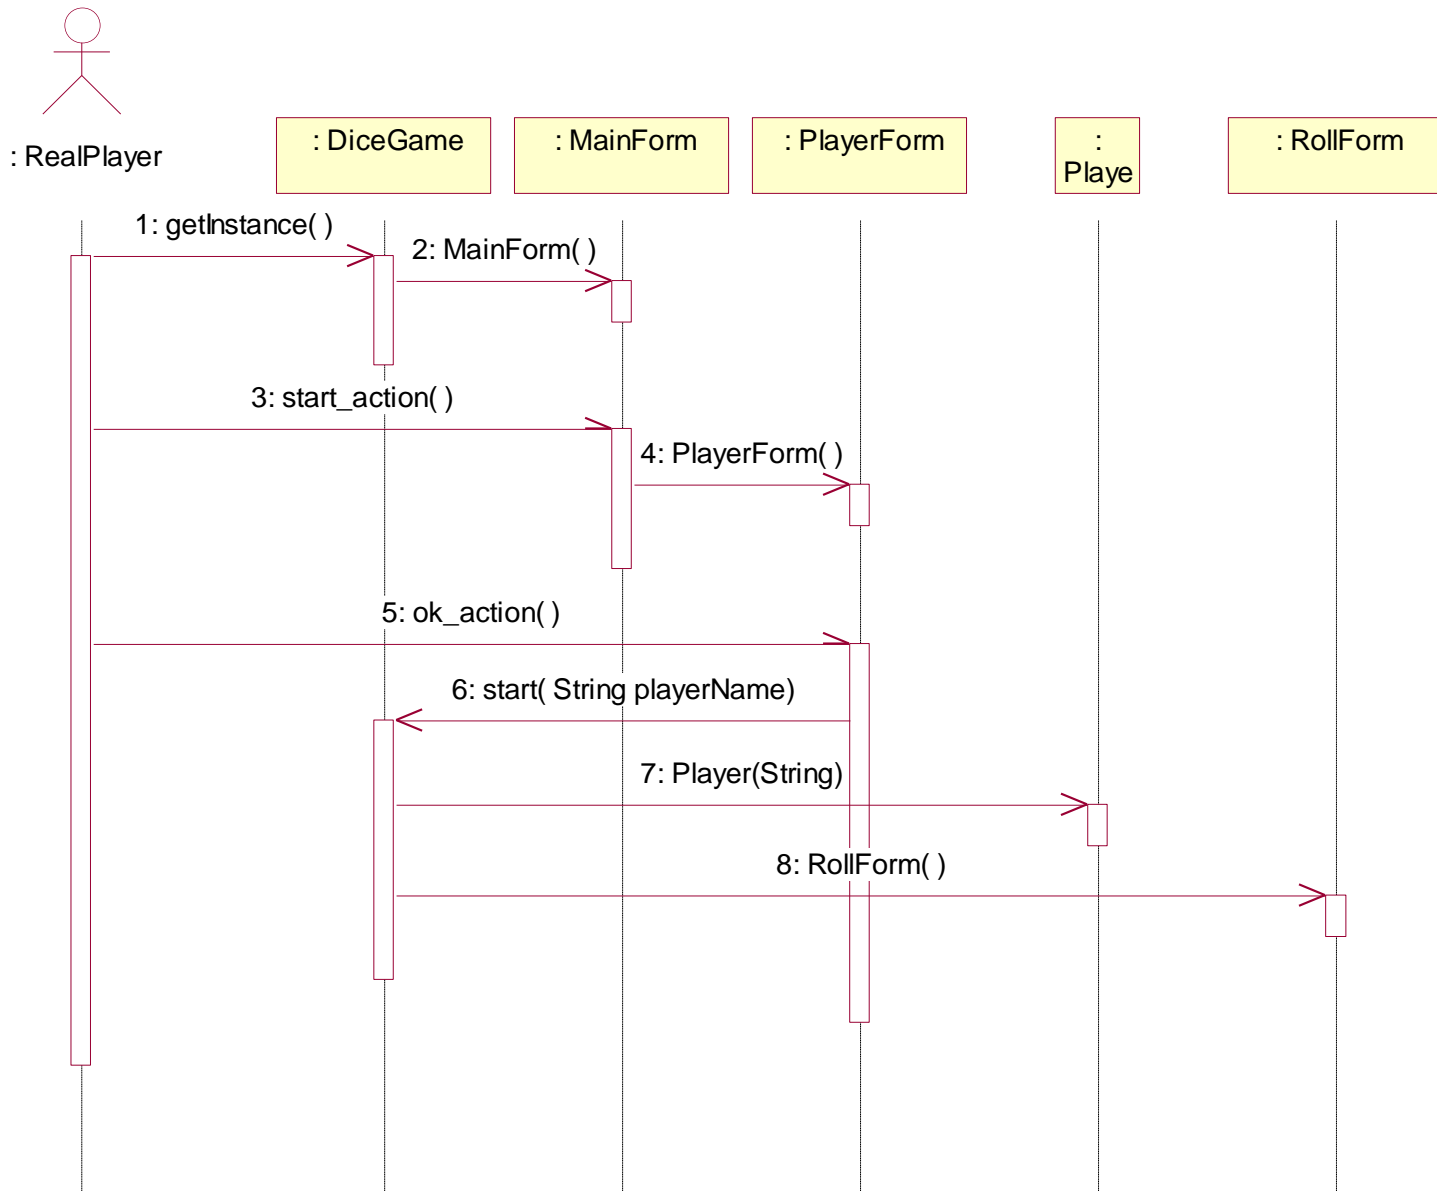 : RealPlayer
: DiceGame
: MainForm
: PlayerForm
:
Playe
: RollForm
1: getInstance( )
2: MainForm( )
3: start_action( )
4: PlayerForm( )
5: ok_action( )
6: start( String playerName)
7: Player(String)
8: RollForm( )